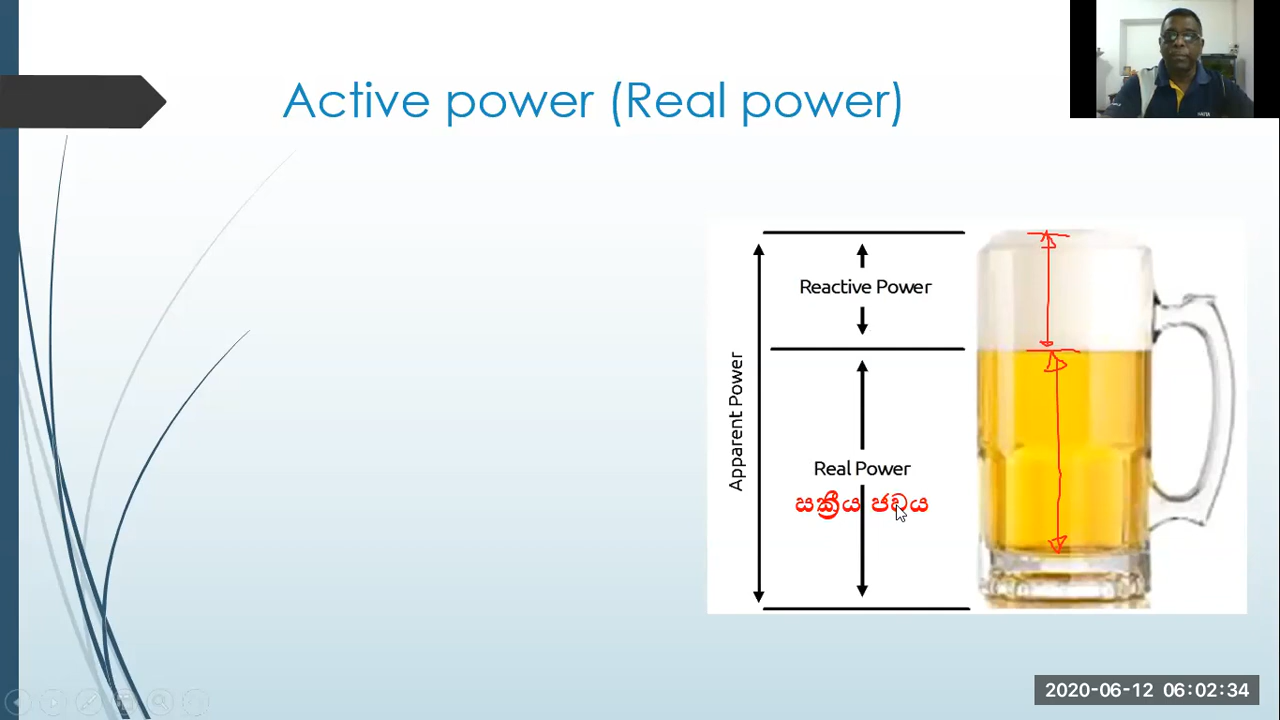 Active power (Real power)
Reactive Power
Apparent Power
Real Power
සක්‍රීය ජවය
2020-06-12 06:02:34